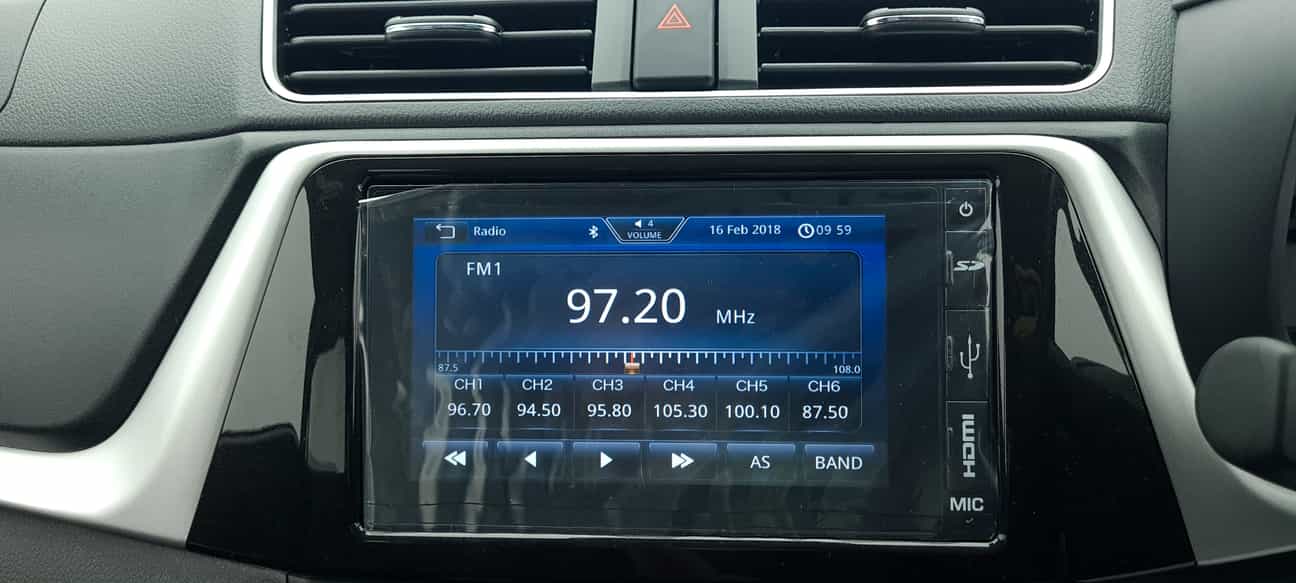 Radio
4
VOLUME
16 Feb 2018
09 59
FM1
97.20 MHz
87.5
108.0
CH1 CH2 CH3 CH4 CH5 CH6
96.70 94.50 95.80 105.30 100.10 87.50
AS BAND
SD
HDMI
MIC